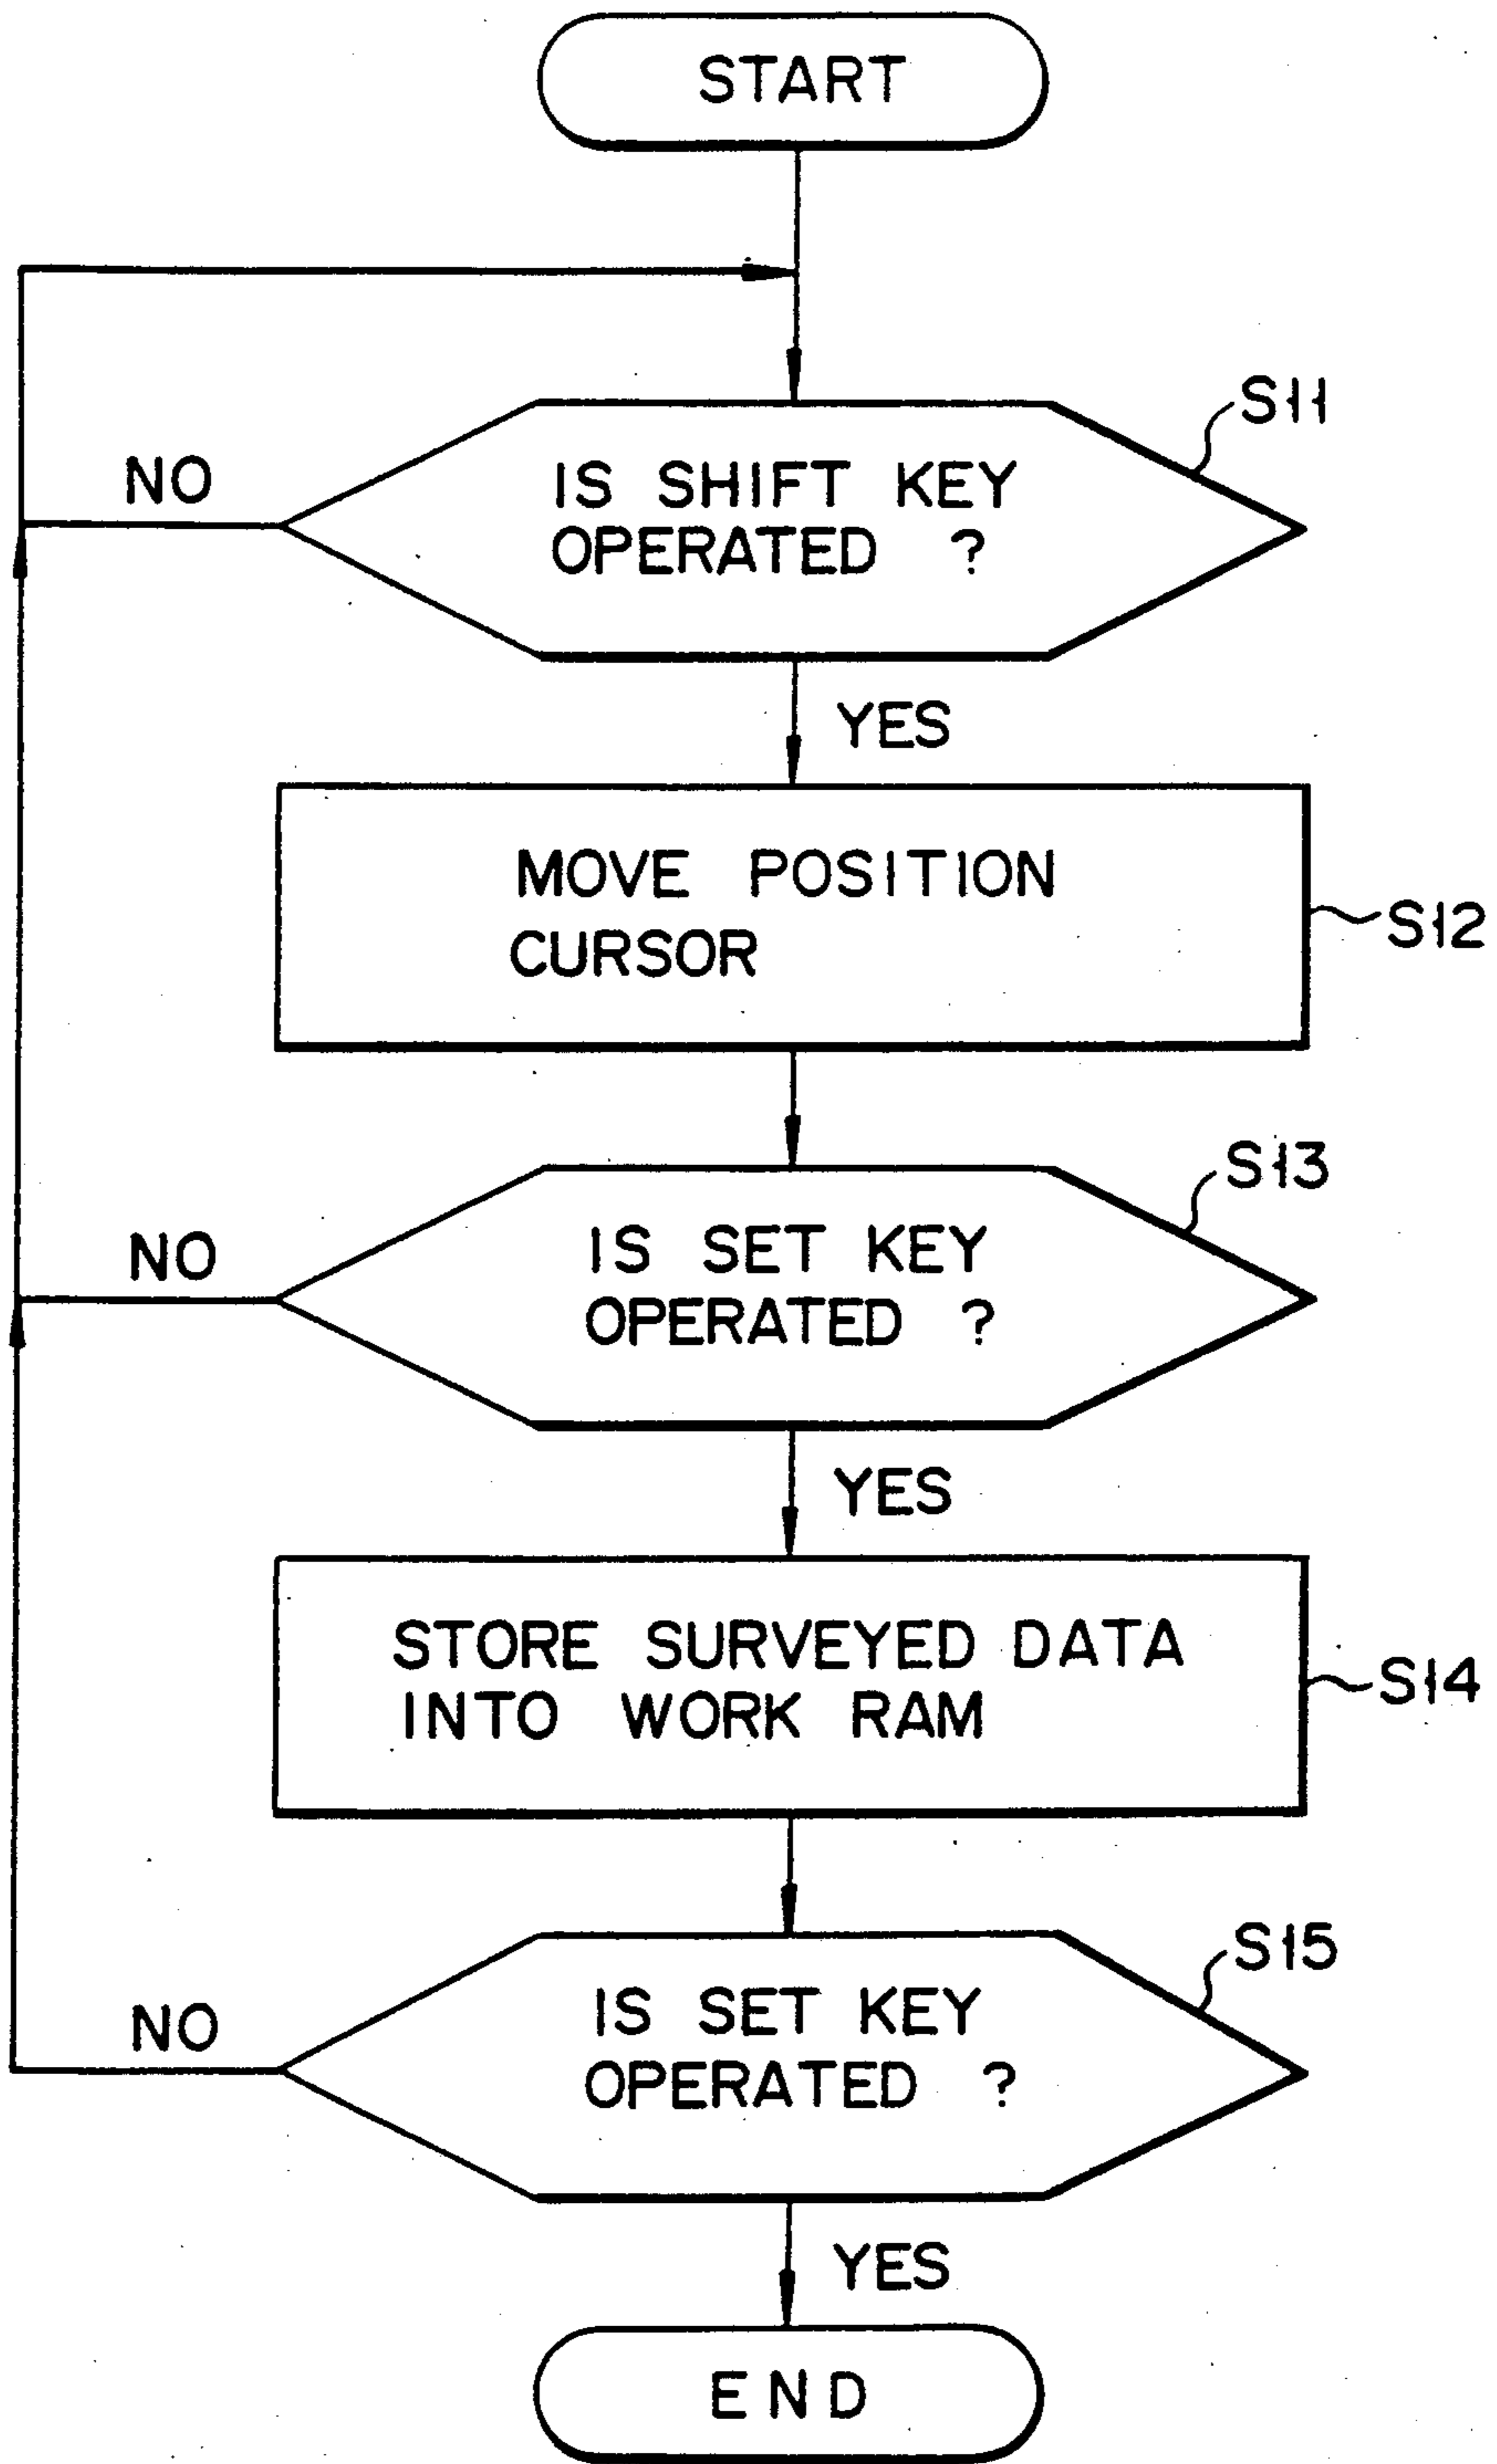 START
S11
NO
IS SHIFT KEY
OPERATED ?
YES
MOVE POSITION
CURSOR
S12
S13
NO
IS SET KEY
OPERATED ?
YES
STORE SURVEYED DATA
INTO WORK RAM
S14
S15
NO
IS SET KEY
OPERATED ?
YES
END